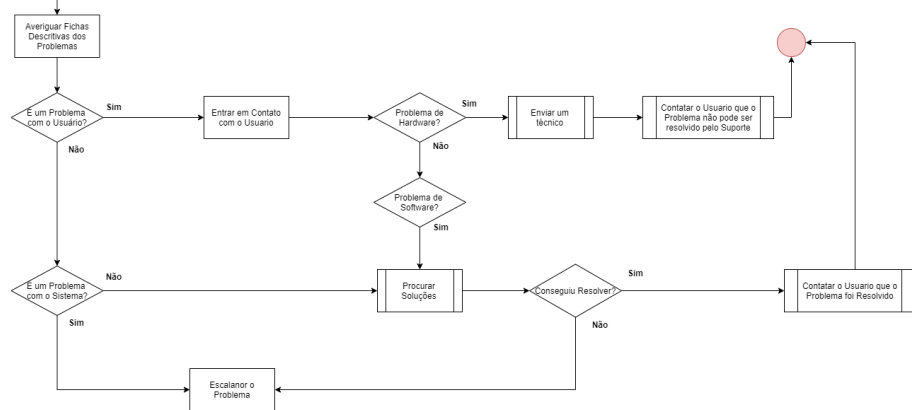 Averiguar Fichas
Descritivas dos
Problemas
É um Problema
com o Usuário?
Sim
Entrar em Contato
com o Usuario
Problema de
Hardware?
Sim
Enviar um
técnico
Contatar o Usuario que o
Problema não pode ser
resolvido pelo Suporte
Não
Não
Problema de
Software?
Sim
É um Problema
com o Sistema?
Não
Procurar
Soluções
Conseguiu Resolver?
Sim
Contatar o Usuario que o
Problema foi Resolvido
Sim
Não
Escalanor o
Problema